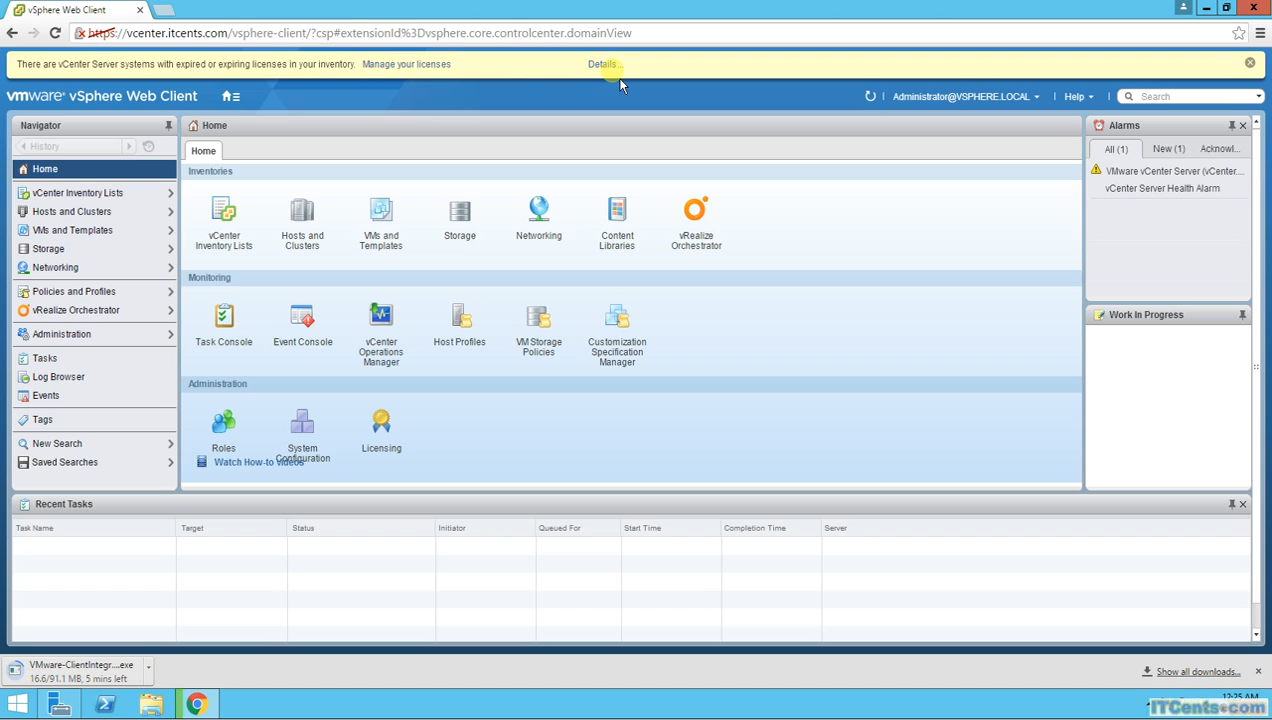 vSphere Web Client
https://vcenter.itcents.com/vsphere-client/?csp#extensionId%3Dvsphere.core.controlcenter.domainView
There are vCenter Server systems with expired or expiring licenses in your inventory. Manage your licenses Details...
vmware® vSphere Web Client
Administrator@VSPHERE.LOCAL
Help
Search
Navigator
History
Home
vCenter Inventory Lists
Hosts and Clusters
VMs and Templates
Storage
Networking
Policies and Profiles
vRealize Orchestrator
Administration
Tasks
Log Browser
Events
Tags
New Search
Saved Searches
Home
Home
Inventories
vCenter
Inventory Lists
Hosts and
Clusters
VMs and
Templates
Storage
Networking
Content
Libraries
vRealize
Orchestrator
Monitoring
Task Console
Event Console
vCenter
Operations
Manager
Host Profiles
VM Storage
Policies
Customization
Specification
Manager
Administration
Roles
System
Configuration
Licensing
Watch How-to Videos
Alarms
All (1) New (1) Acknowl...
VMware vCenter Server (vCenter....
vCenter Server Health Alarm
Work In Progress
Recent Tasks
Task Name Target Status Initiator Queued For Start Time Completion Time Server
VMware-ClientIntegr....exe
16.6/91.1 MB, 5 mins left
Show all downloads...
12:25 AM
ITCents.com